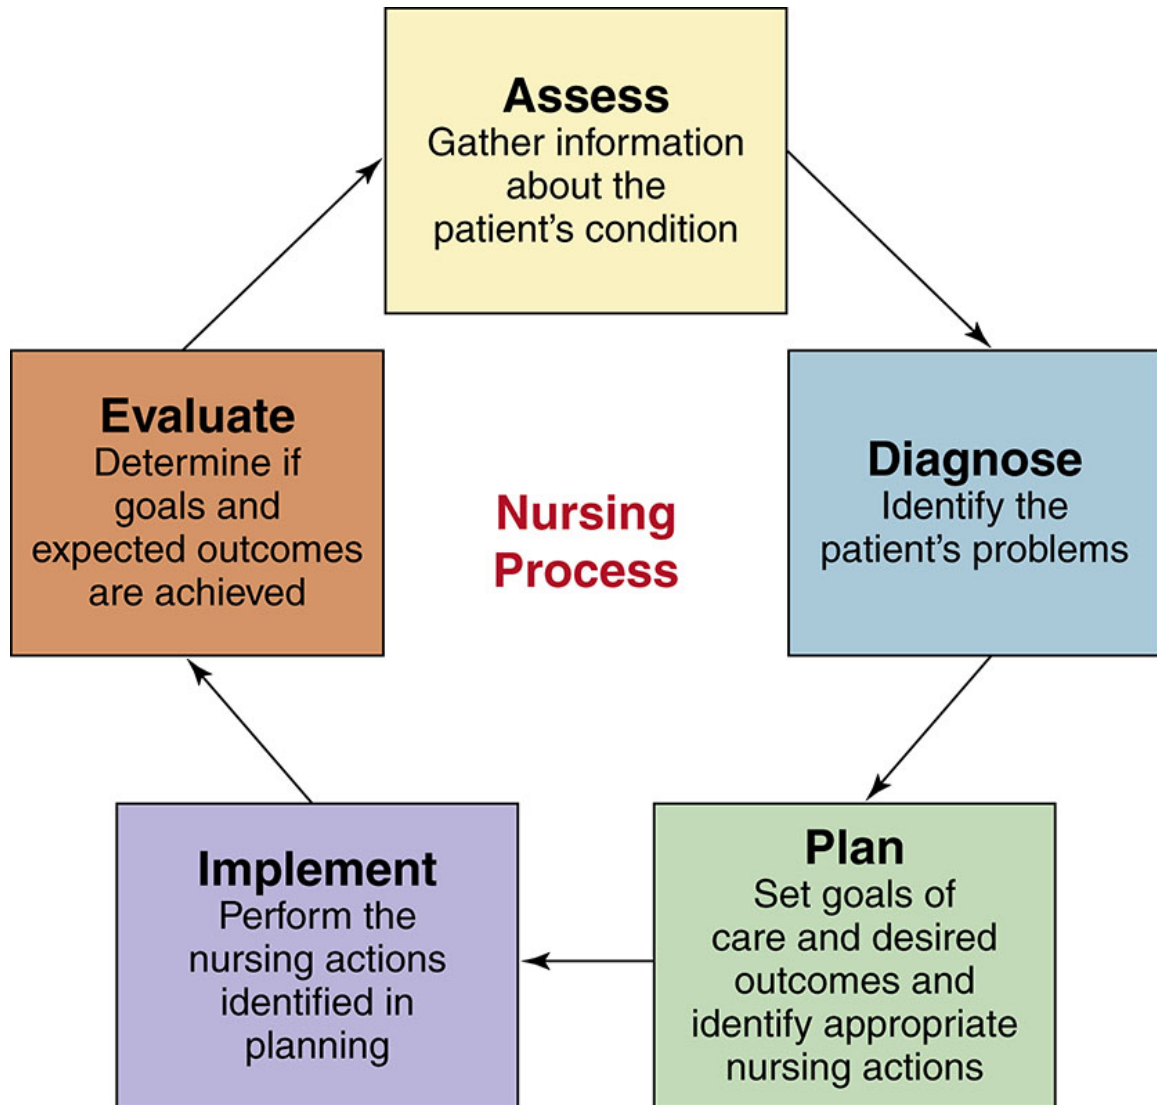 Assess
Gather information
about the
patient’s condition
Diagnose
Identify the
patient’s problems
Plan
Set goals of
care and desired
outcomes and
identify appropriate
nursing actions
Implement
Perform the
nursing actions
identified in
planning
Evaluate
Determine if
goals and
expected outcomes
are achieved
Nursing
Process